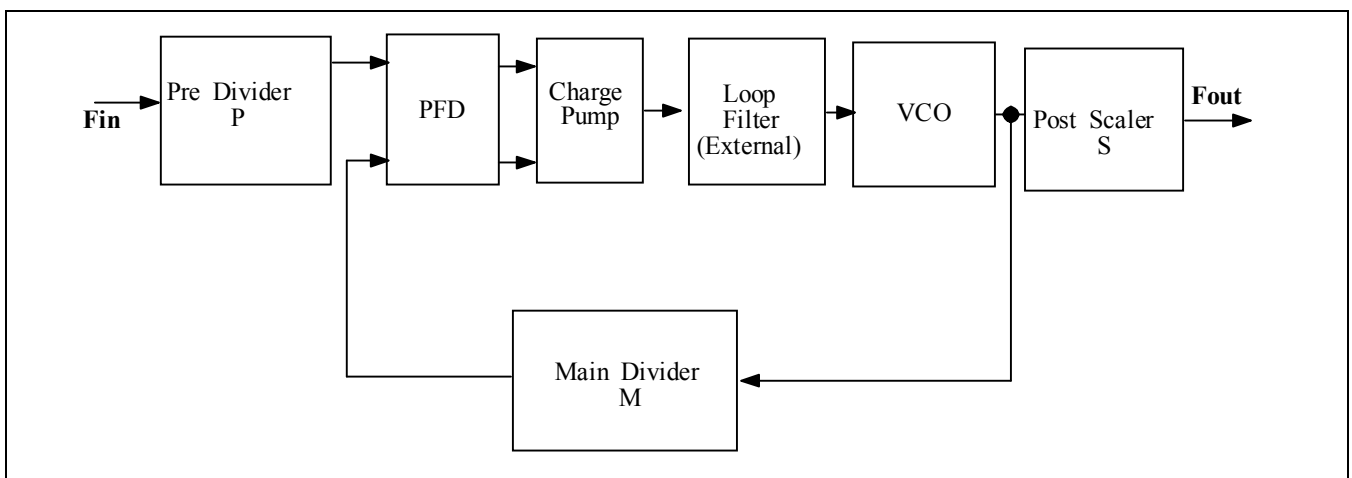 Fin
Pre Divider
P
PFD
Charge
Pump
Loop
Filter
(External)
VCO
Post Scaler
S
Fout
Main Divider
M